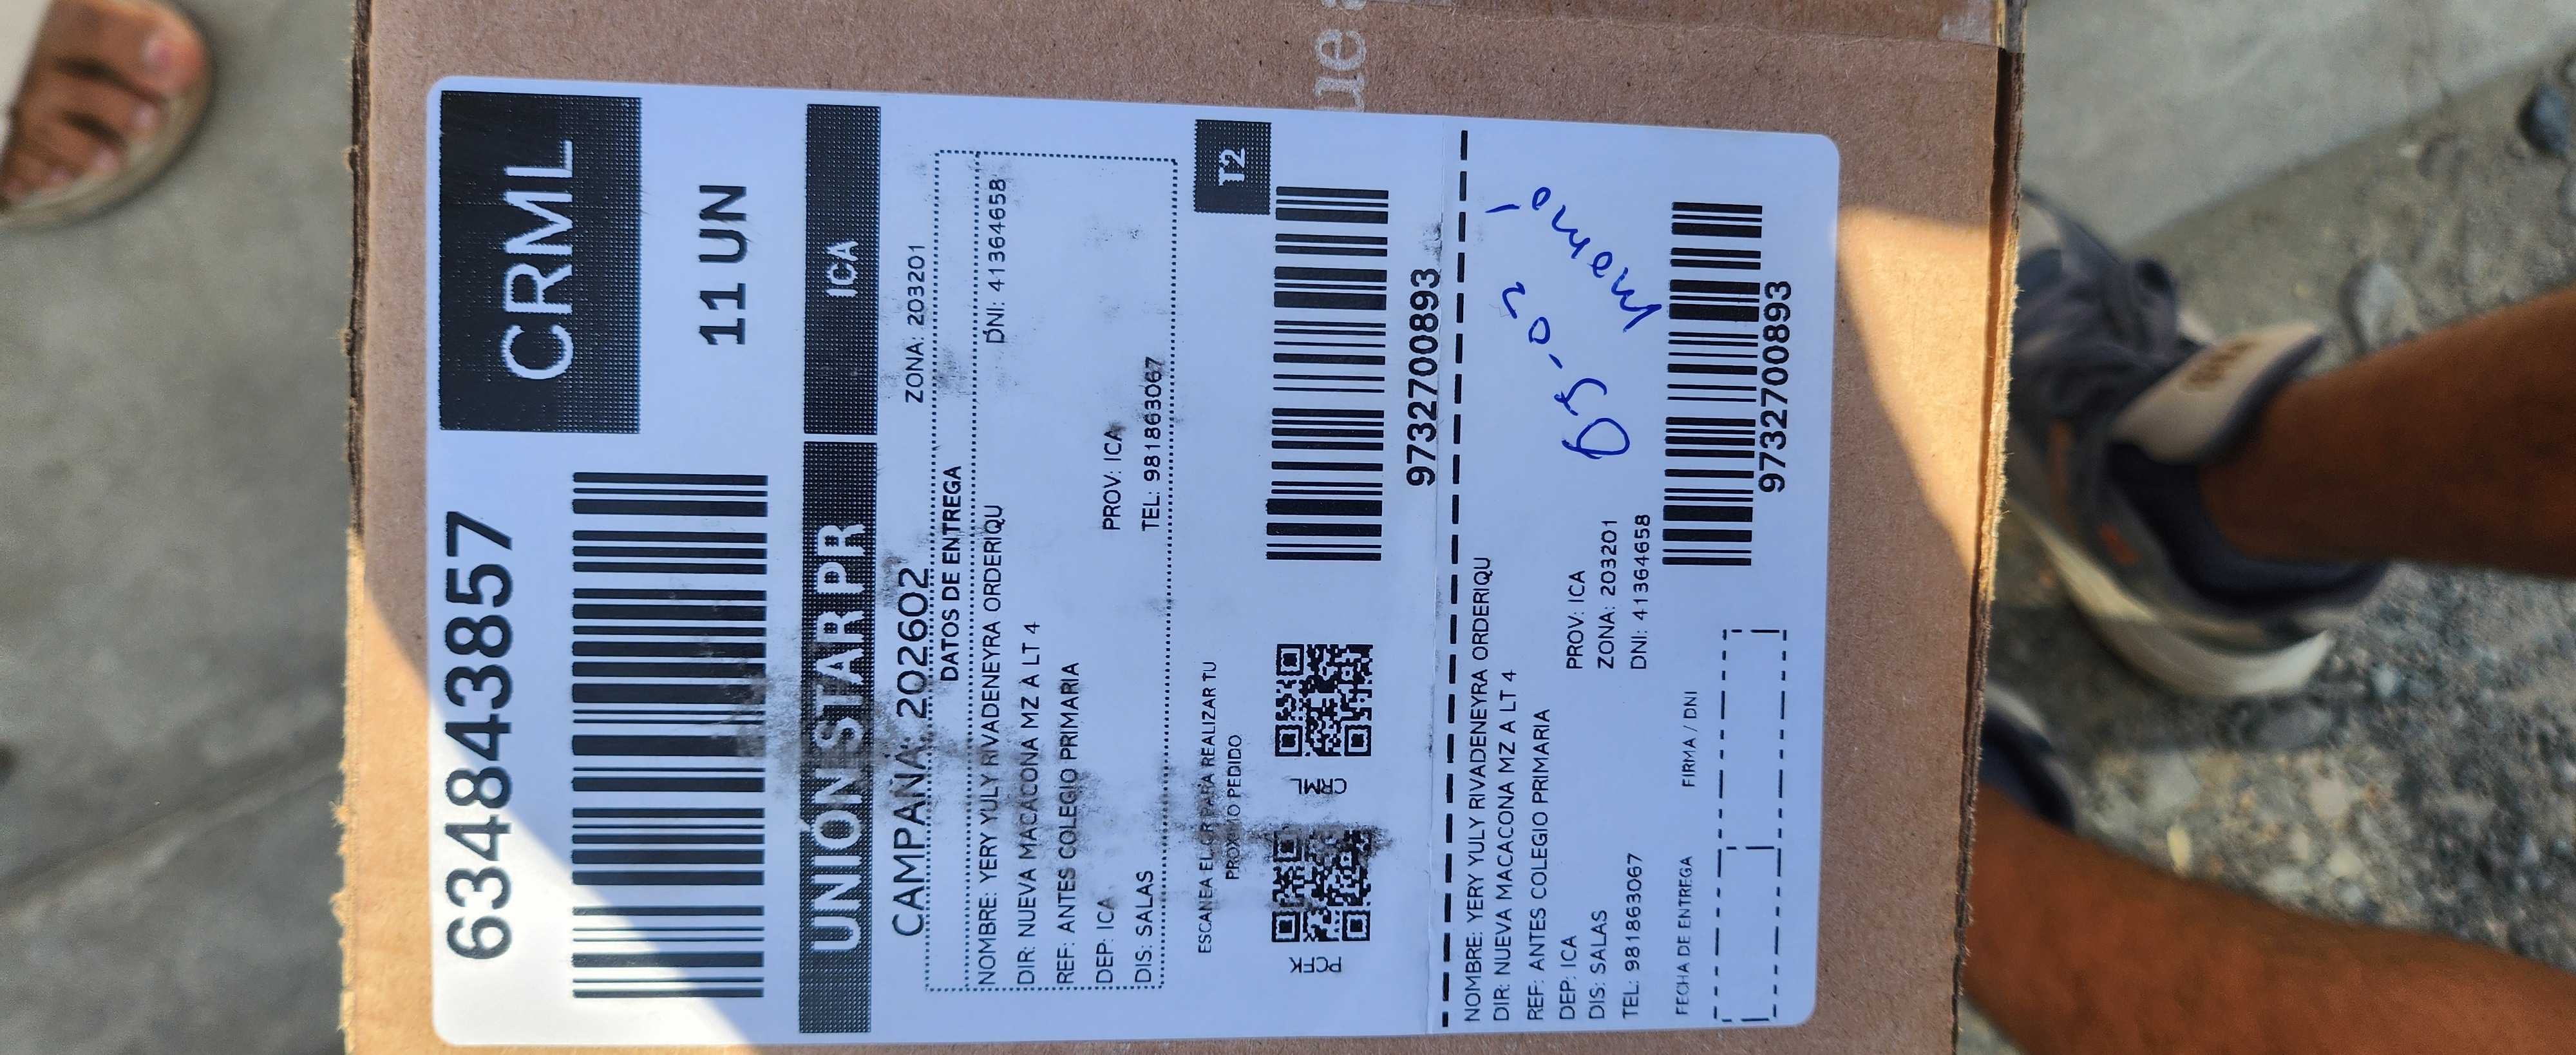 6348843857
CRML
11 UN
UNIÓN STAR PR
ICA
CAMPAÑA: 202602
ZONA: 203201
DATOS DE ENTREGA
NOMBRE: YERY YULY RIVADENEYRA ORDERIQU
DNI: 41364658
DIR: NUEVA MACACONA MZ A LT 4
REF: ANTES COLEGIO PRIMARIA
DEP: ICA
PROV: ICA
DIS: SALAS
TEL: 981863067
T2
ESCANEA EL QR PARA REALIZAR TU
PROXIMO PEDIDO
PCFK
CRML
9732700893
NOMBRE: YERY YULY RIVADENEYRA ORDERIQU
DIR: NUEVA MACACONA MZ A LT 4
REF: ANTES COLEGIO PRIMARIA
DEP: ICA
PROV: ICA
DIS: SALAS
ZONA: 203201
TEL: 981863067
DNI: 41364658
FECHA DE ENTREGA
FIRMA / DNI
9732700893